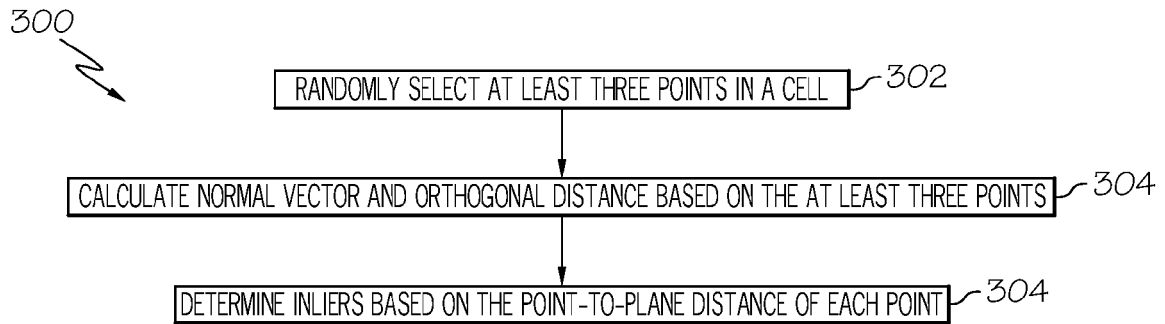 300
RANDOMLY SELECT AT LEAST THREE POINTS IN A CELL 302
CALCULATE NORMAL VECTOR AND ORTHOGONAL DISTANCE BASED ON THE AT LEAST THREE POINTS 304
DETERMINE INLIERS BASED ON THE POINT-TO-PLANE DISTANCE OF EACH POINT 304